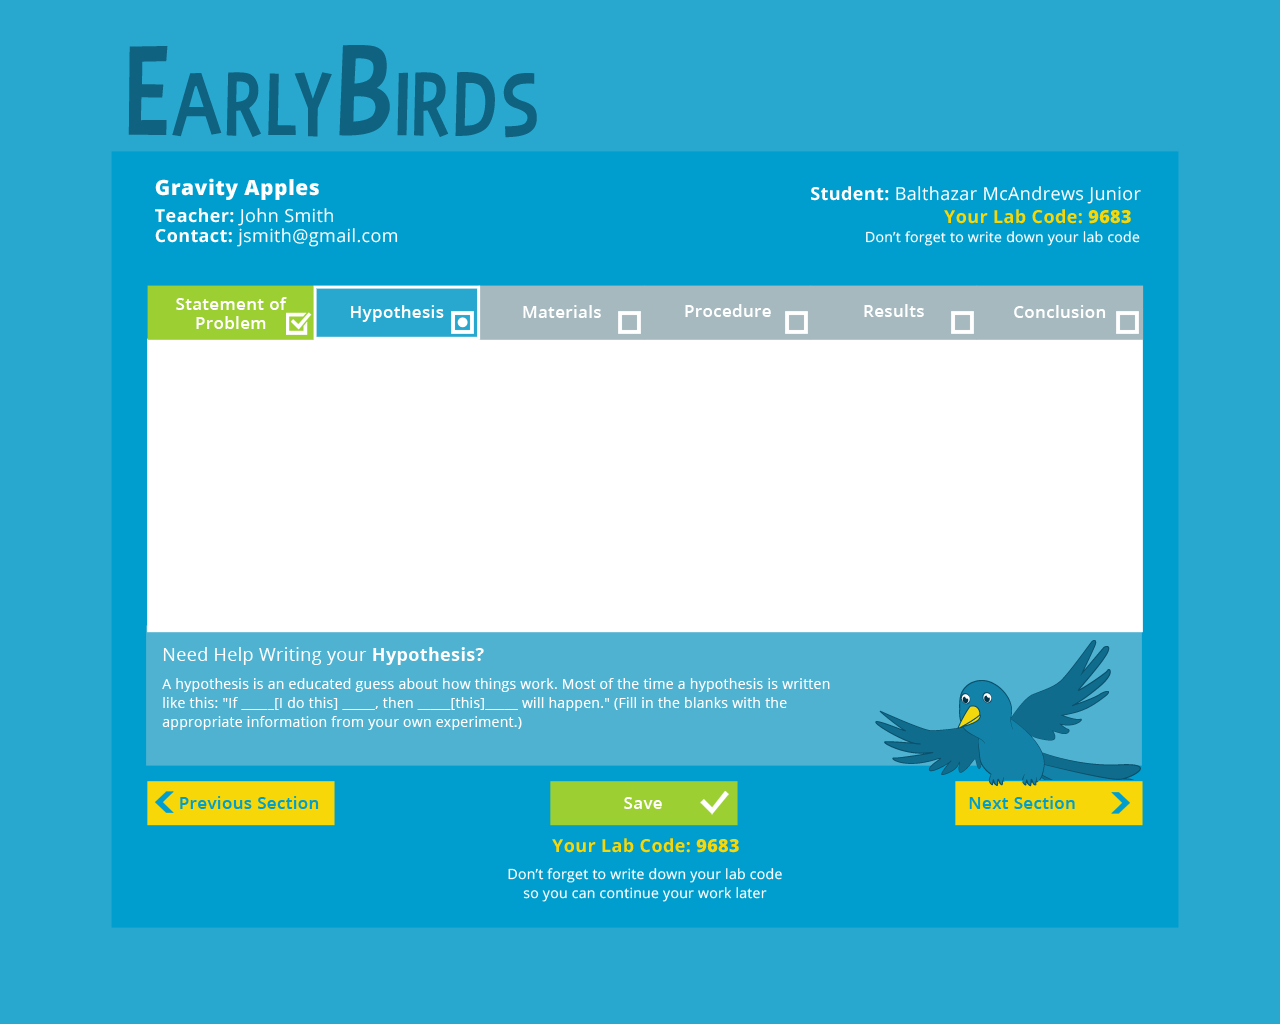 EARLYBIRDS
Gravity Apples
Teacher: John Smith
Contact: jsmith@gmail.com
Student: Balthazar McAndrews Junior
Your Lab Code: 9683
Don't forget to write down your lab code
Statement of
Problem
Hypothesis
Materials
Procedure
Results
Conclusion
Need Help Writing your Hypothesis?
A hypothesis is an educated guess about how things work. Most of the time a hypothesis is written
like this: "If _____[I do this] _____, then _____[this]_____ will happen." (Fill in the blanks with the
appropriate information from your own experiment.)
Previous Section
Save
Next Section
Your Lab Code: 9683
Don't forget to write down your lab code
so you can continue your work later